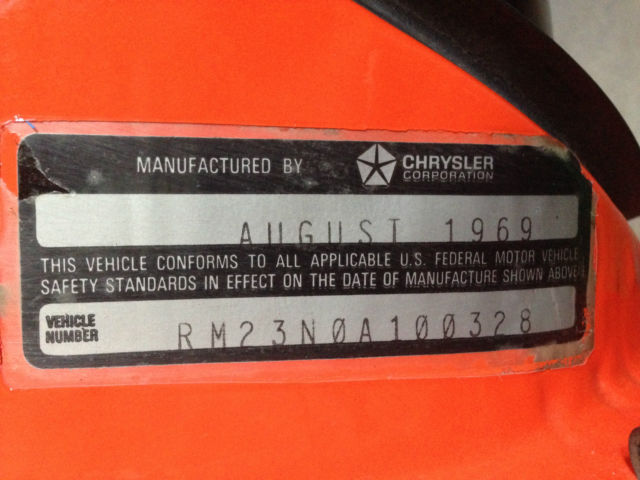 MANUFACTURED BY CHRYSLER CORPORATION
AUGUST 1969
THIS VEHICLE CONFORMS TO ALL APPLICABLE U.S. FEDERAL MOTOR VEHICLE
SAFETY STANDARDS IN EFFECT ON THE DATE OF MANUFACTURE SHOWN ABOVE
VEHICLE NUMBER RM23N0A100328